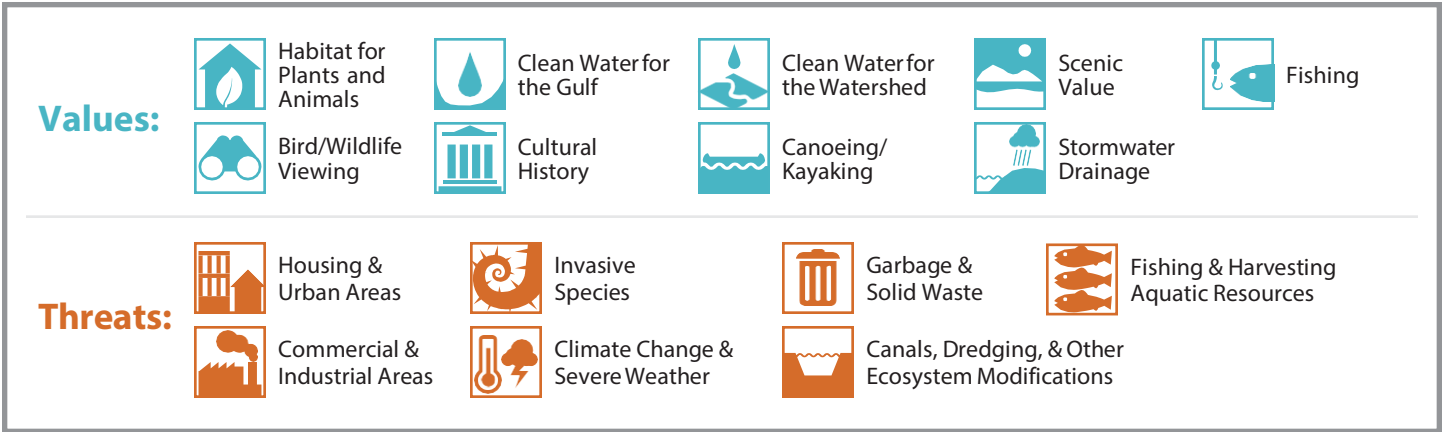 Values:
Habitat for
Plants and
Animals
Clean Water for
the Gulf
Clean Water for
the Watershed
Scenic
Value
Fishing
Bird/Wildlife
Viewing
Cultural
History
Canoeing/
Kayaking
Stormwater
Drainage
Threats:
Housing &
Urban Areas
Invasive
Species
Garbage &
Solid Waste
Fishing & Harvesting
Aquatic Resources
Commercial &
Industrial Areas
Climate Change &
Severe Weather
Canals, Dredging, & Other
Ecosystem Modifications